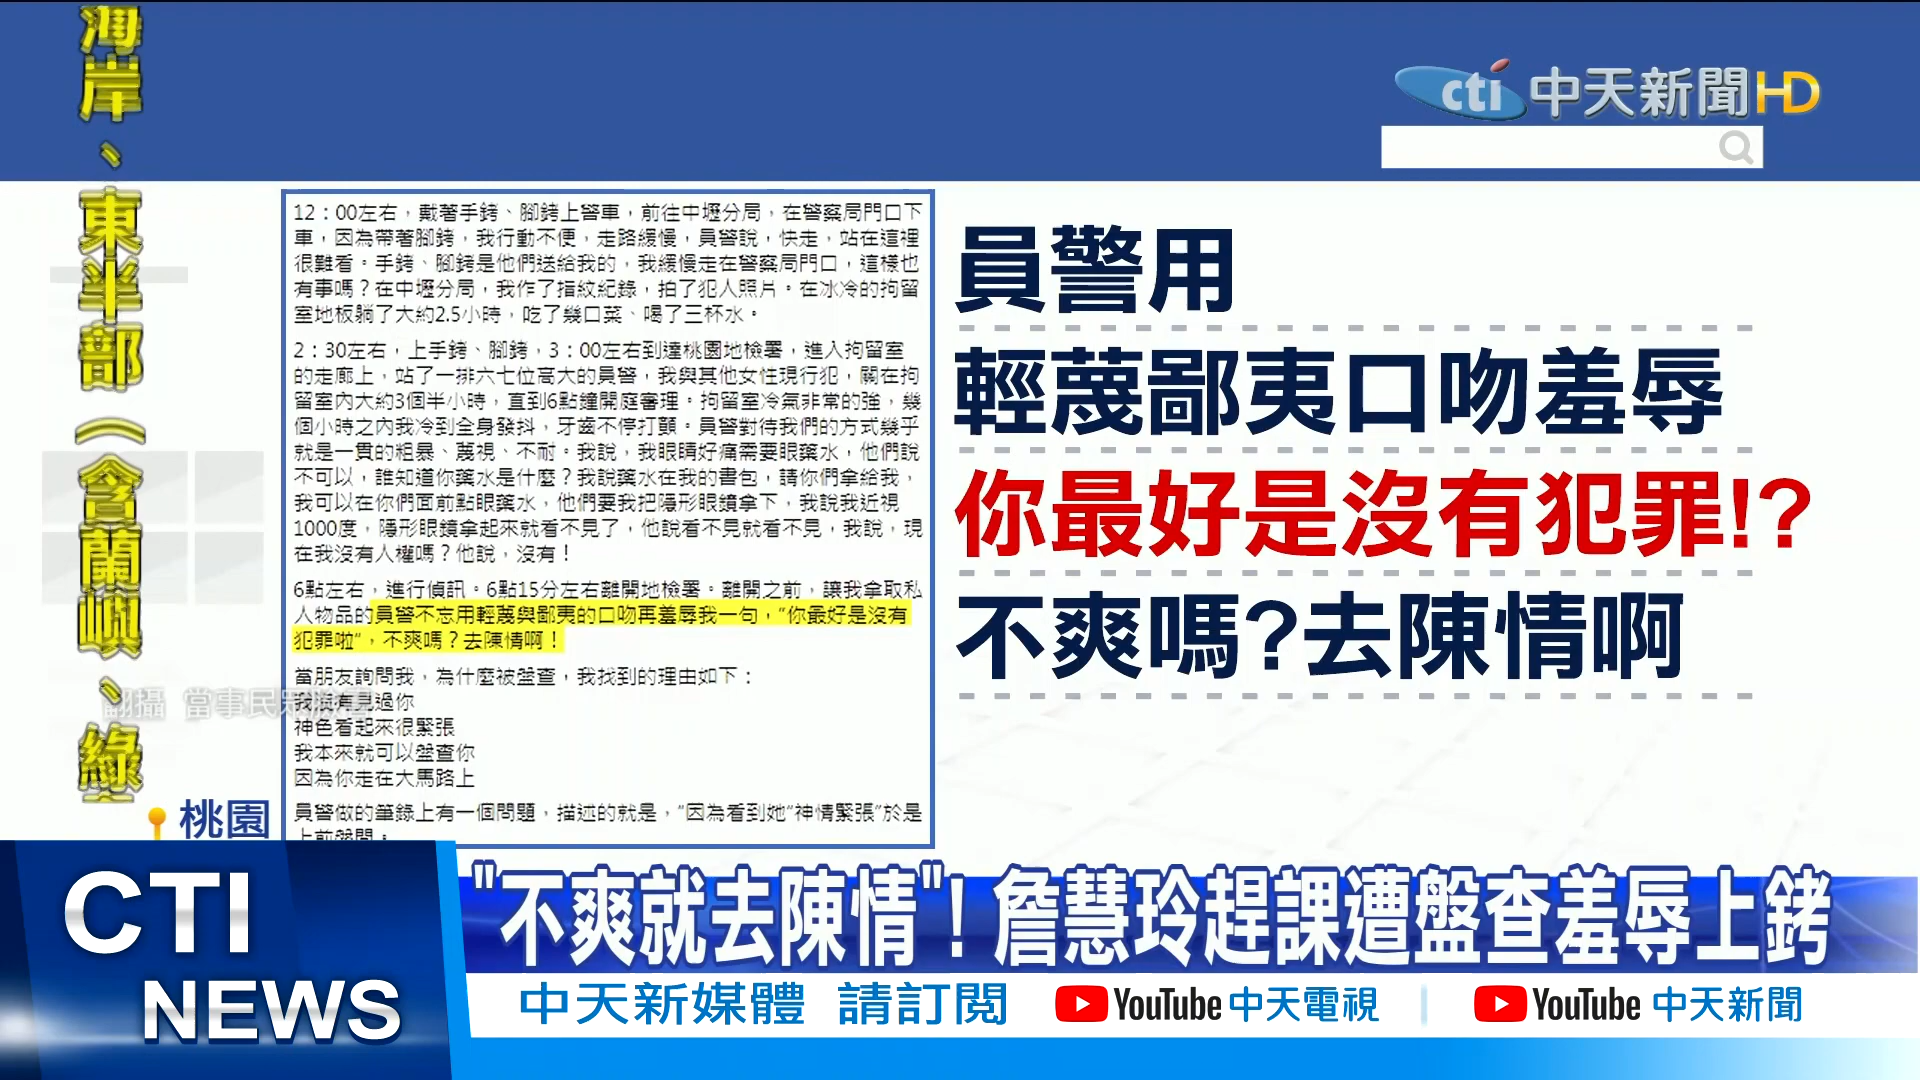 海岸、東半部（含蘭嶼、綠
cti 中天新聞HD
12：00左右，戴著手銬、腳銬上警車，前往中壢分局，在警察局門口下
車，因為帶著腳銬，我行動不便，走路緩慢，員警說，快走，站在這裡
很難看。手銬、腳銬是他們送給我的，我緩慢走在警察局門口，這樣也
有事嗎？在中壢分局，我作了指紋紀錄，拍了犯人照片。在冰冷的拘留
室地板躺了大約2.5小時，吃了幾口菜、喝了三杯水。
2：30左右，上手銬、腳銬，3：00左右到達桃園地檢署，進入拘留室
的走廊上，站了一排六七位高大的員警，我與其他女性現行犯，關在拘
留室內大約3個半小時，直到6點鐘開庭審理。拘留室冷氣非常的強，幾
個小時之內我冷到全身發抖，牙齒不停打顫。員警對待我們的方式幾乎
就是一貫的粗暴、蔑視、不耐。我說，我眼睛好痛需要眼藥水，他們說
不可以，誰知道你藥水是什麼？我說藥水在我的書包，請你們拿給我，
我可以在你們面前點眼藥水，他們要我把隱形眼鏡拿下，我說我近視
1000度，隱形眼鏡拿起來就看不見了，他說看不見就看不見，我說，現
在我沒有人權嗎？他說，沒有！
6點左右，進行偵訊。6點15分左右離開地檢署。離開之前，讓我拿取私
人物品的員警不忘用輕蔑與鄙夷的口吻再羞辱我一句，"你最好是沒有
犯罪啦"，不爽嗎？去陳情啊！
當朋友詢問我，為什麼被盤查，我找到的理由如下：
我沒有見過你
神色看起來很緊張
我本來就可以盤查你
因為你走在大馬路上
員警做的筆錄上有一個問題，描述的就是，"因為看到她"神情緊張"於是
上前盤問。
翻攝 當事民眾臉書
員警用
輕蔑鄙夷口吻羞辱
你最好是沒有犯罪!?
不爽嗎?去陳情啊
桃園
CTI
NEWS
"不爽就去陳情"！詹慧玲趕課遭盤查羞辱上銬
中天新媒體 請訂閱 YouTube 中天電視 | YouTube 中天新聞